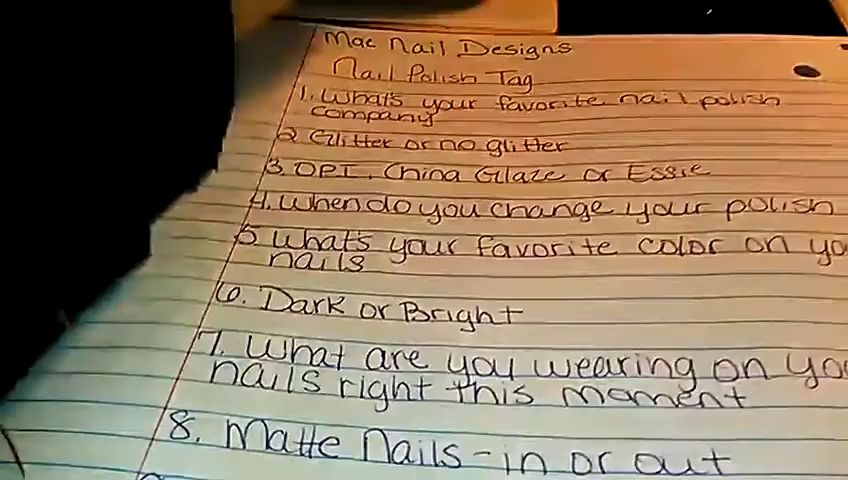 Mac Nail Designs
Nail Polish Tag
1. What's your favorite nail polish
company
2 Glitter or no glitter
3. OPI, China Glaze or Essie
4. When do you change your polish
5 What's your favorite color on yo
nails
6. Dark or Bright
7. What are you wearing on yo
nails right this moment
8. Matte Nails - in or out